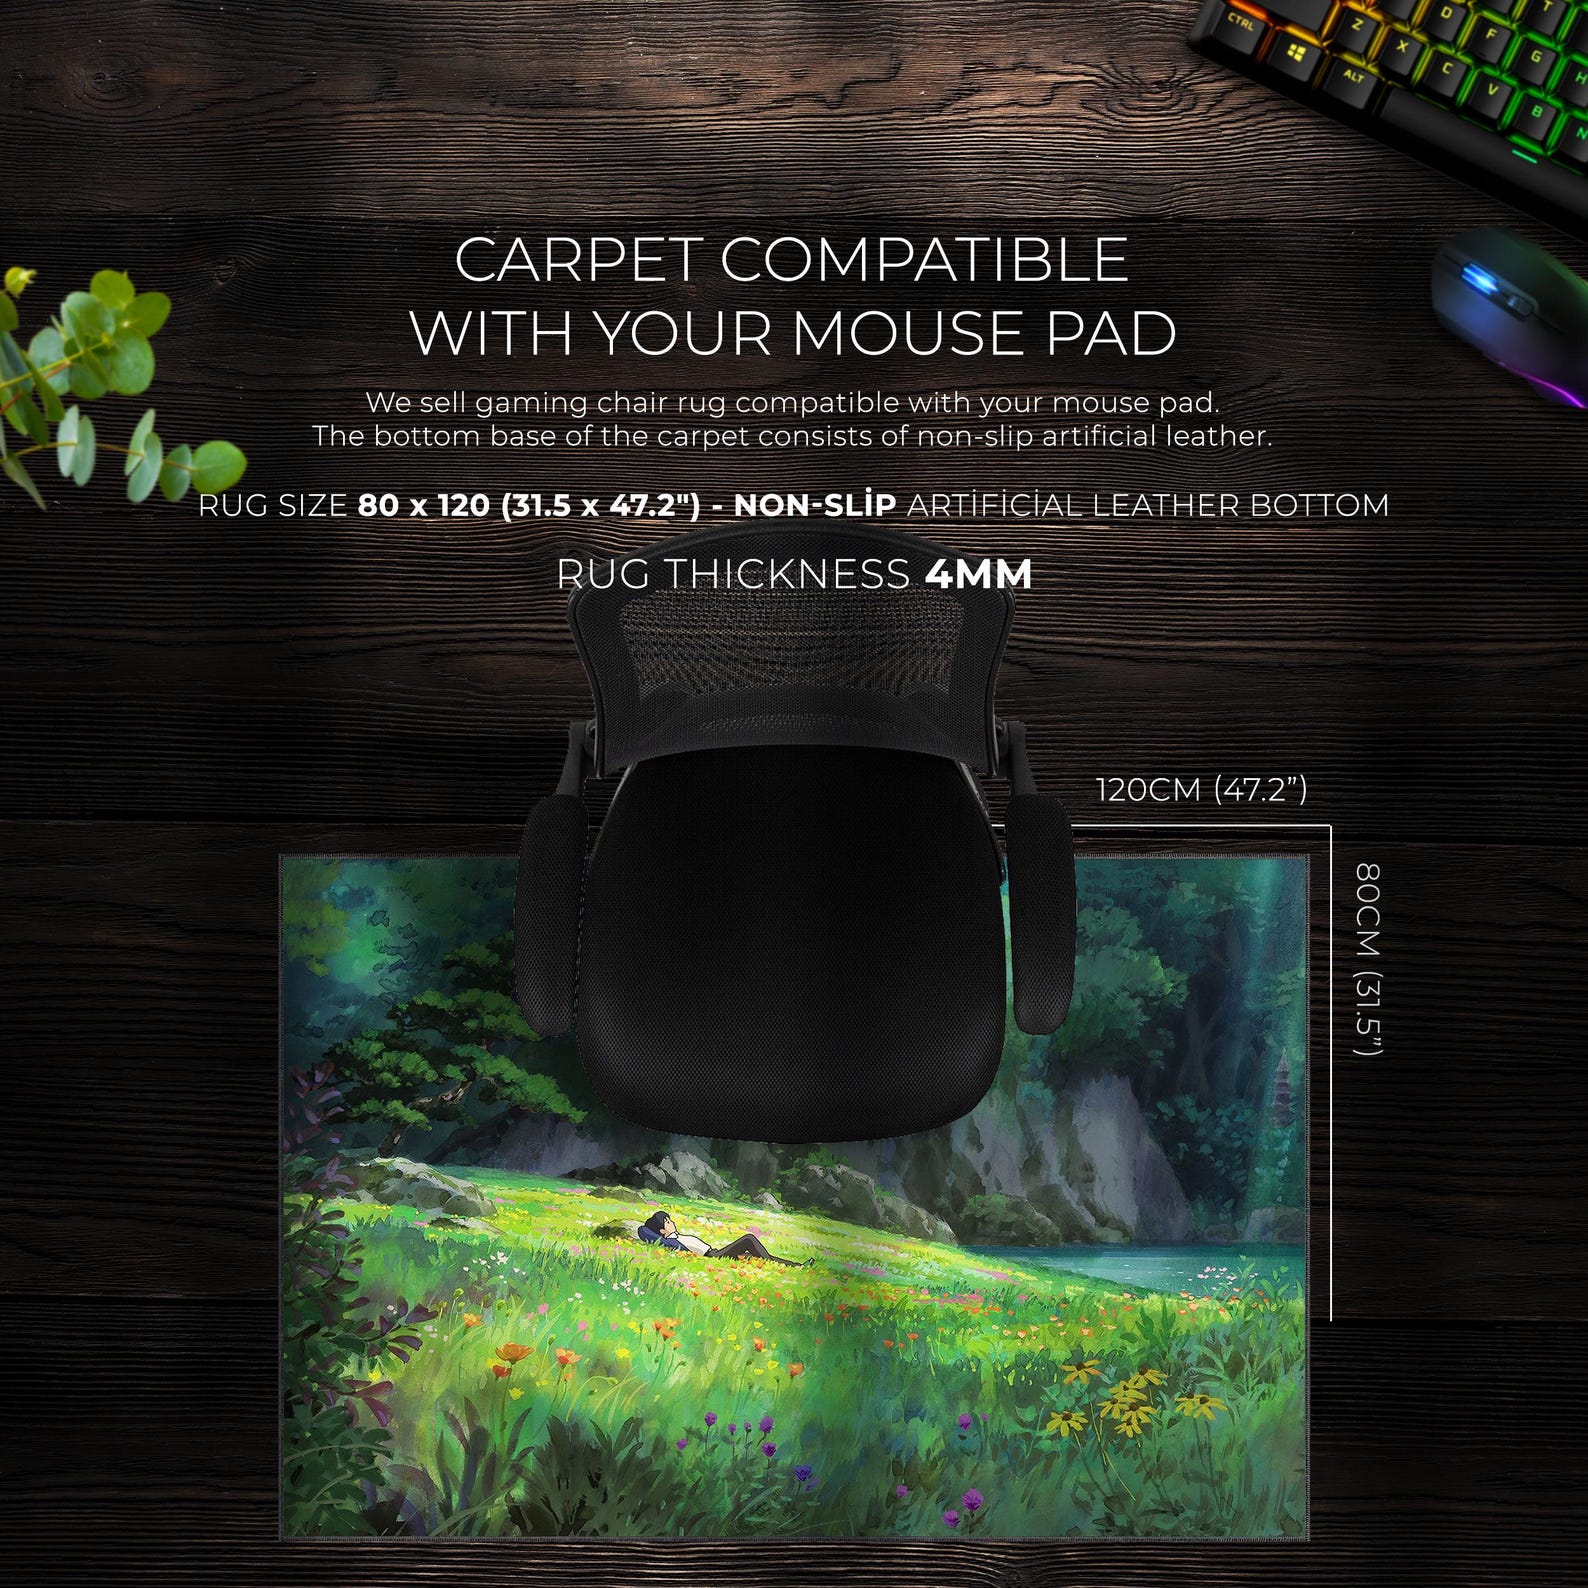 CTRL
ALT
Z
X
C
V
B
N
D
F
G
H
T
CARPET COMPATIBLE
WITH YOUR MOUSE PAD
We sell gaming chair rug compatible with your mouse pad.
The bottom base of the carpet consists of non-slip artificial leather.
RUG SIZE 80 x 120 (31.5 x 47.2") - NON-SLİP ARTİFİCİAL LEATHER BOTTOM
RUG THICKNESS 4MM
120CM (47.2”)
80CM (31.5”)